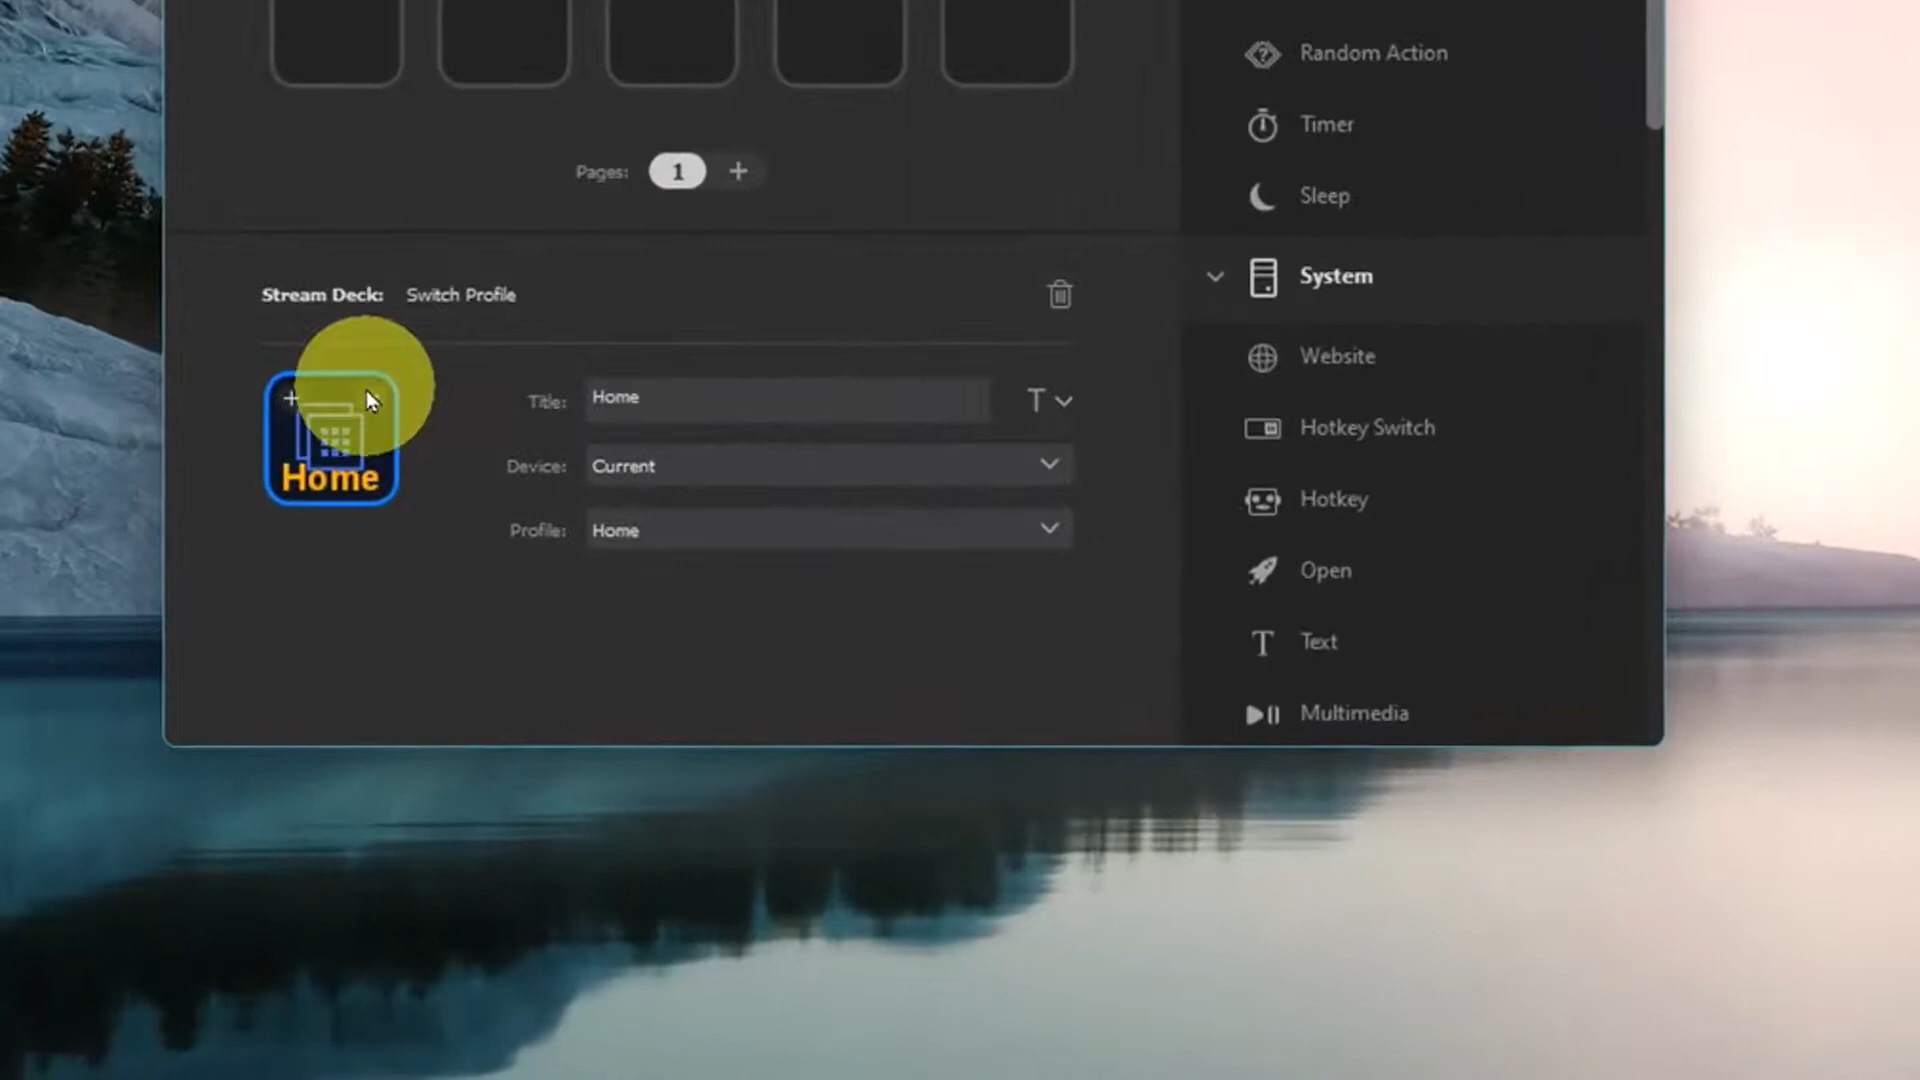 Random Action
Timer
Pages: 1 +
Sleep
Stream Deck: Switch Profile
System
Website
Title: Home T
Hotkey Switch
Home
Device: Current
Hotkey
Profile: Home
Open
Text
Multimedia